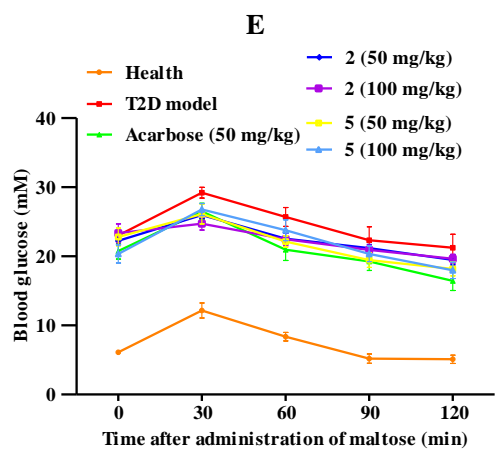 E
Health
T2D model
Acarbose (50 mg/kg)
2 (50 mg/kg)
2 (100 mg/kg)
5 (50 mg/kg)
5 (100 mg/kg)
Blood glucose (mM)
40
30
20
10
0
0 30 60 90 120
Time after administration of maltose (min)